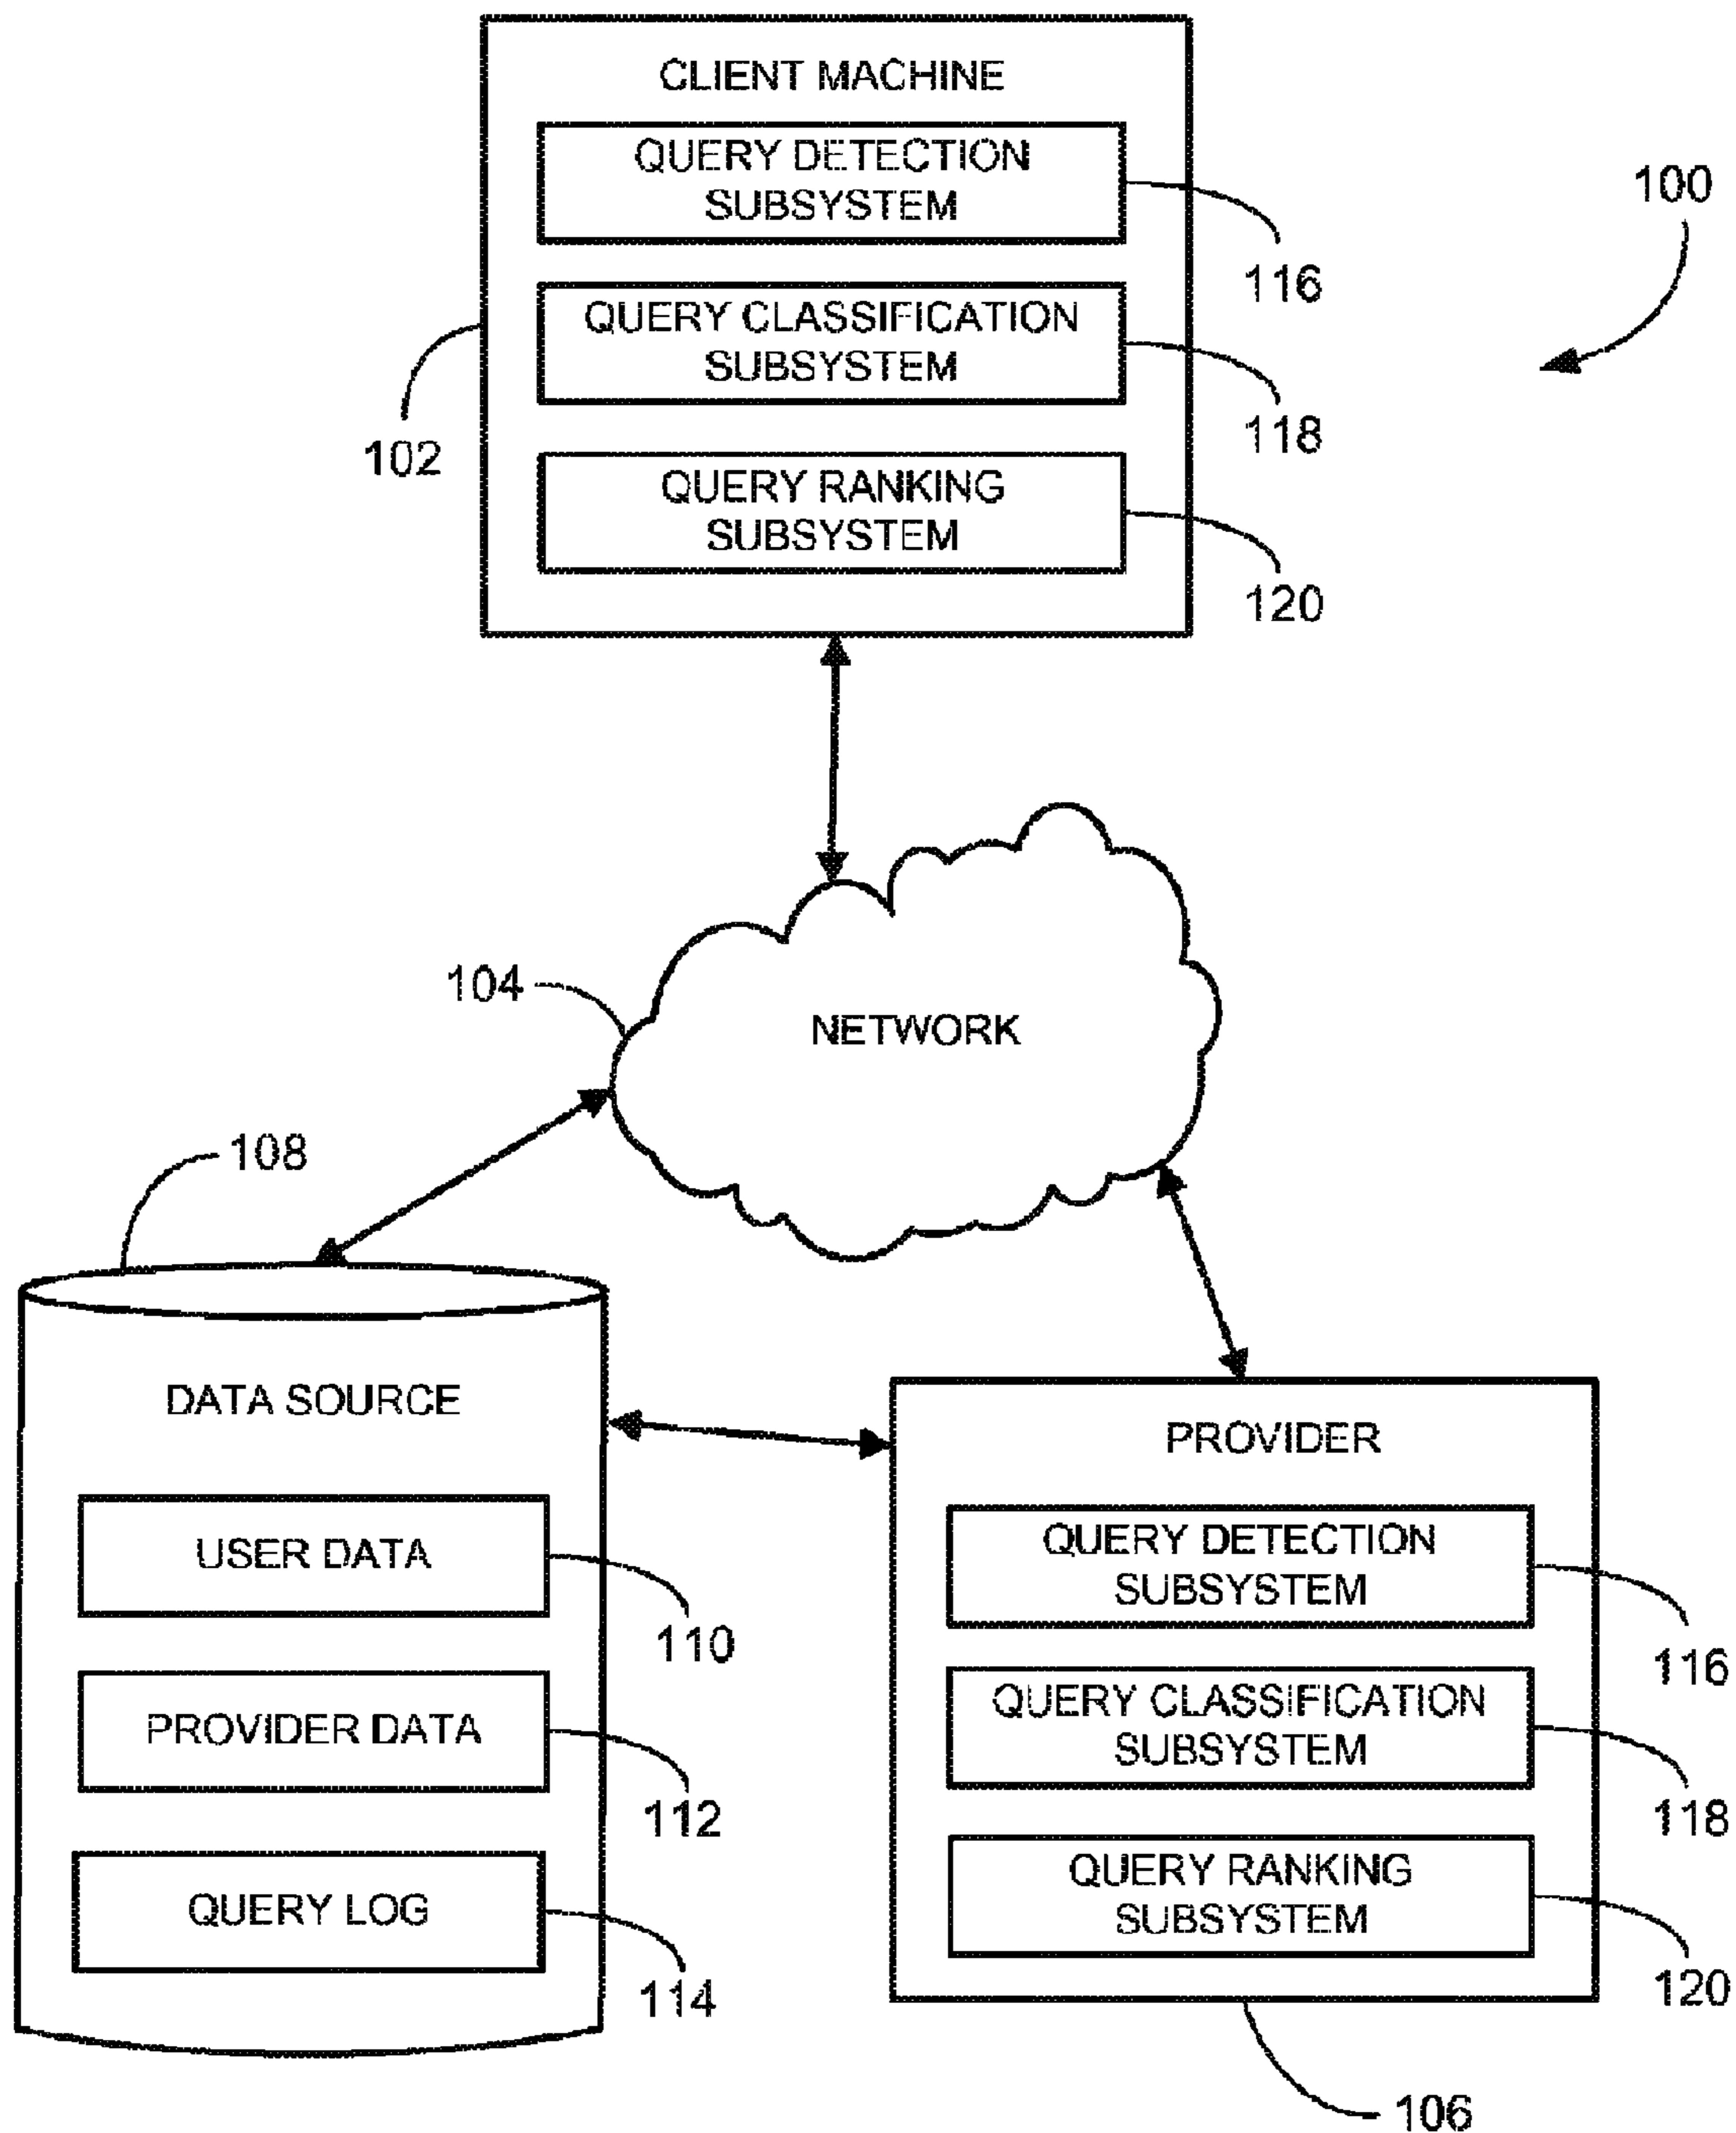 CLIENT MACHINE
QUERY DETECTION
SUBSYSTEM
100
116
QUERY CLASSIFICATION
SUBSYSTEM
118
102
QUERY RANKING
SUBSYSTEM
120
104
NETWORK
108
DATA SOURCE
PROVIDER
USER DATA
110
QUERY DETECTION
SUBSYSTEM
116
PROVIDER DATA
112
QUERY CLASSIFICATION
SUBSYSTEM
118
QUERY LOG
114
QUERY RANKING
SUBSYSTEM
120
106